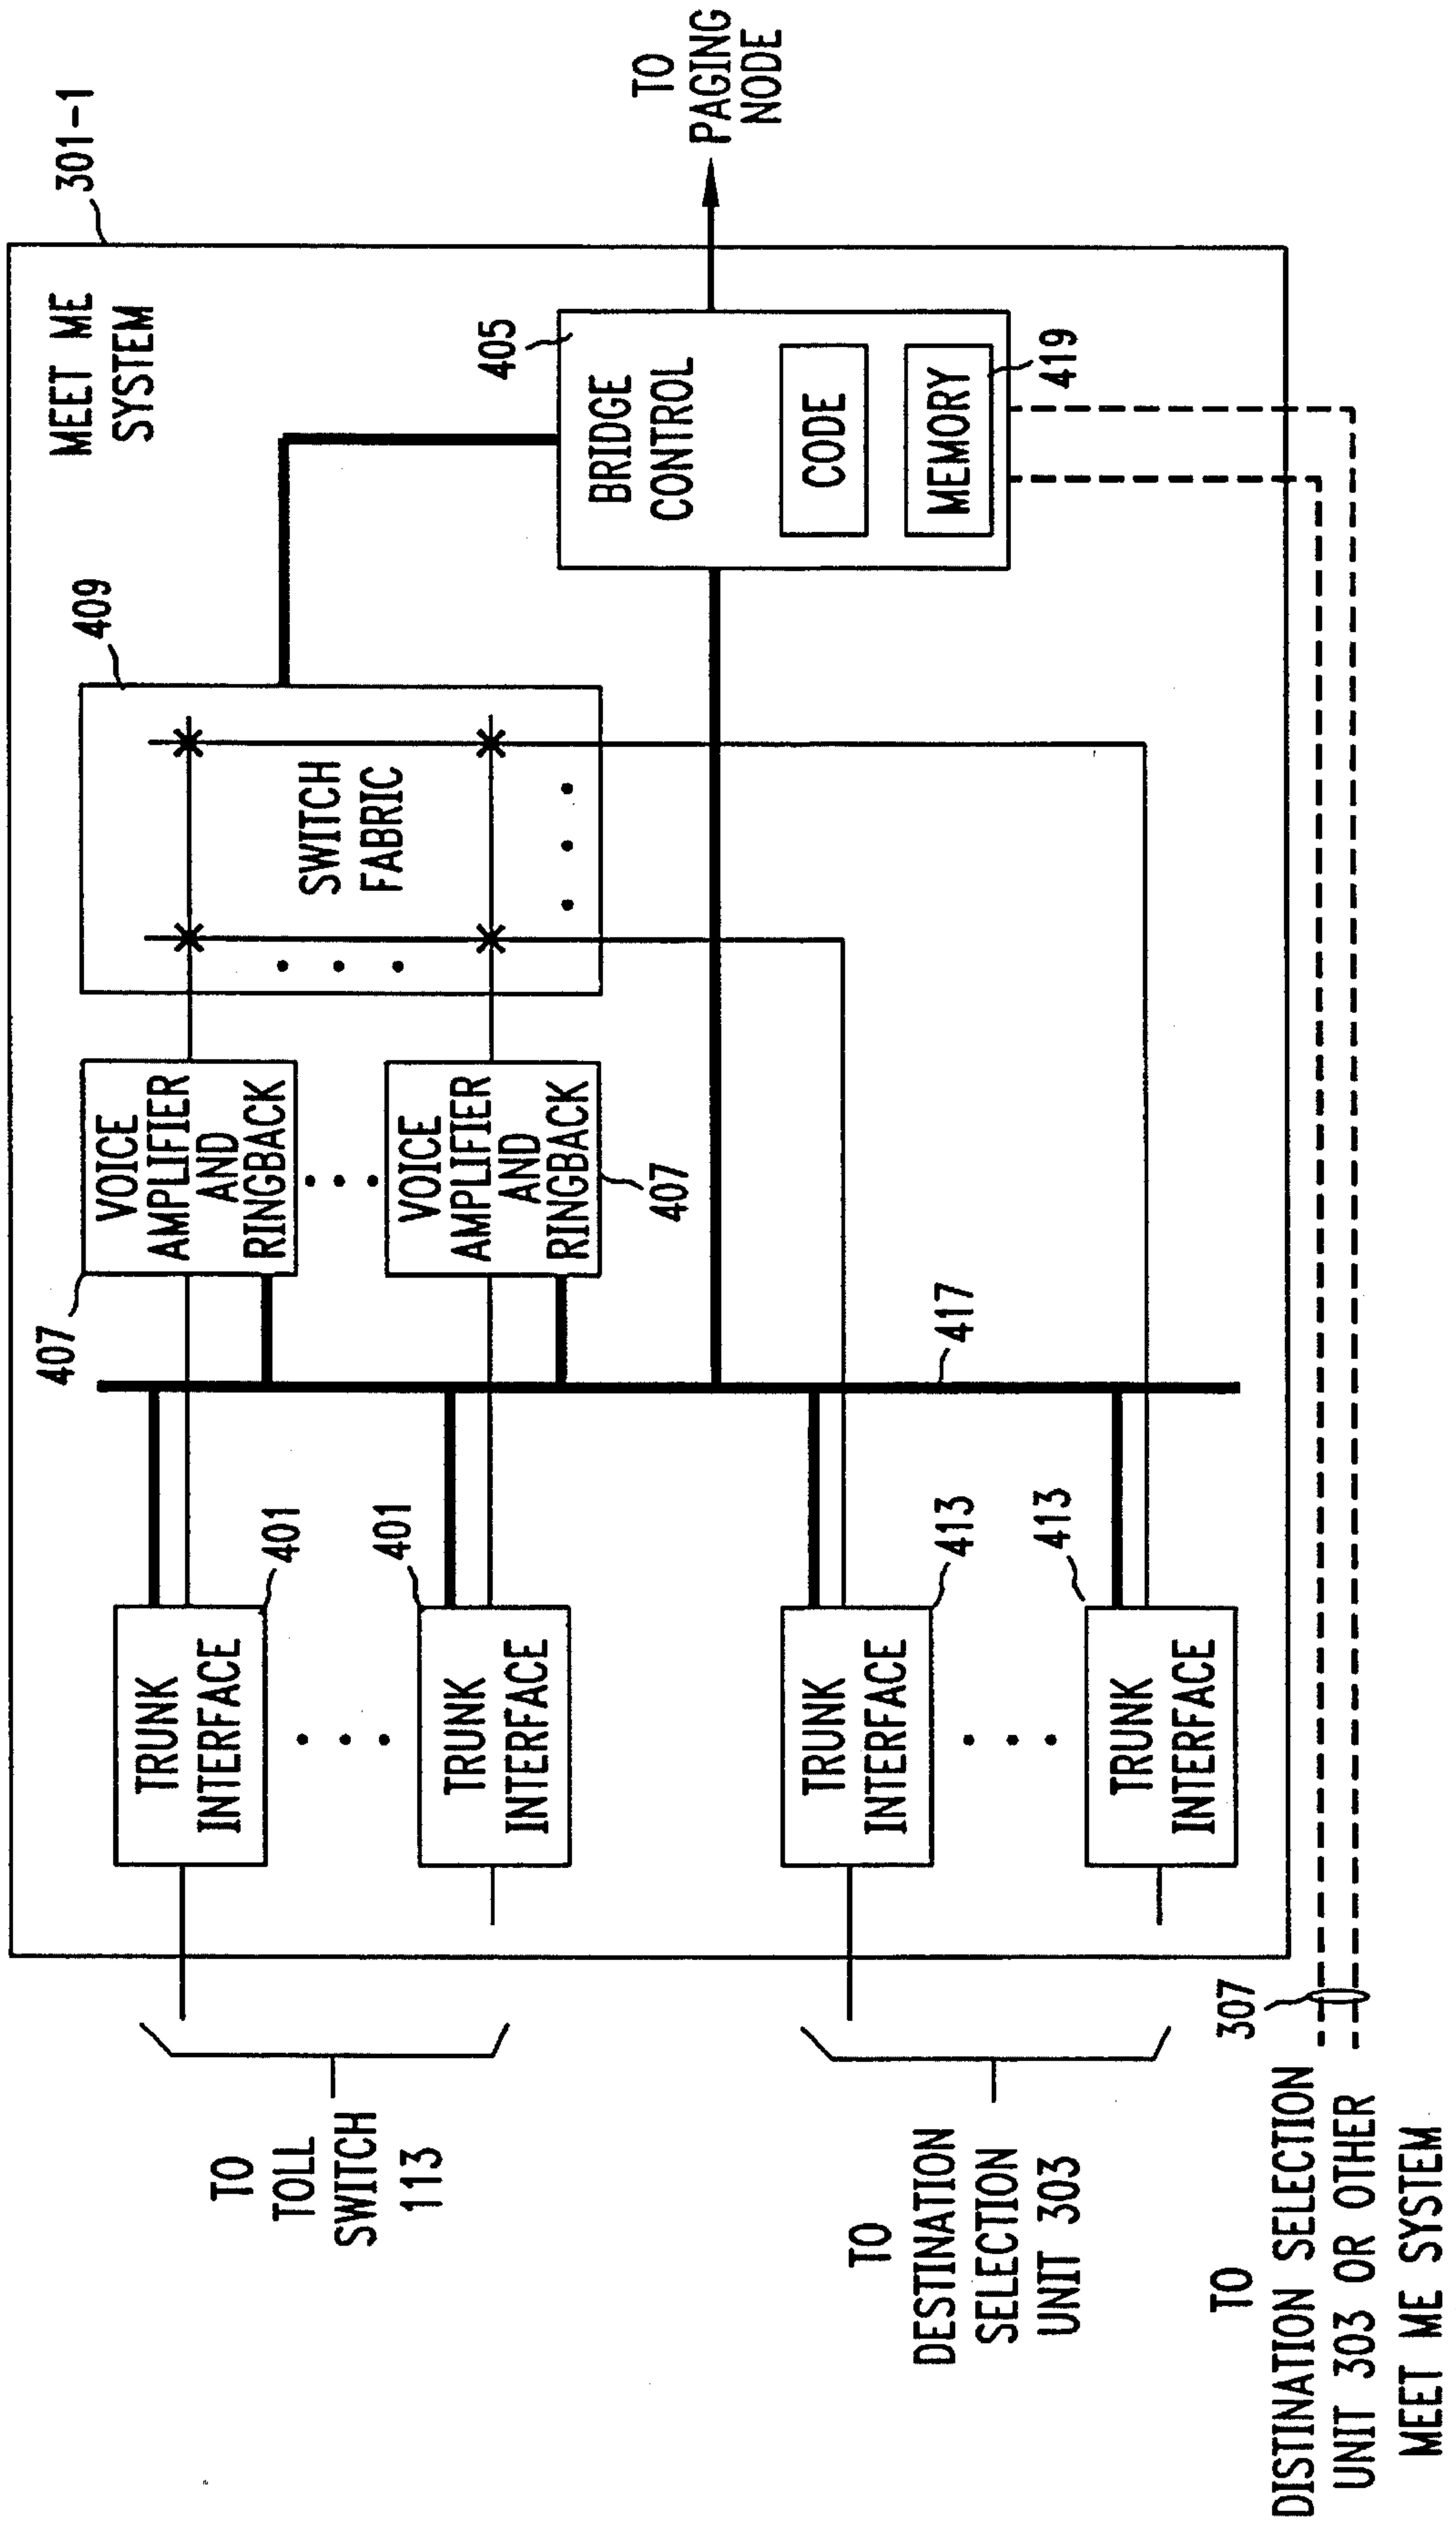 301-1
MEET ME
SYSTEM
TO
PAGING
NODE
409
SWITCH
FABRIC
405
BRIDGE
CONTROL
CODE
MEMORY
419
407
VOICE
AMPLIFIER
AND
RINGBACK
VOICE
AMPLIFIER
AND
RINGBACK
407
417
TRUNK
INTERFACE
401
TRUNK
INTERFACE
401
TRUNK
INTERFACE
413
TRUNK
INTERFACE
413
TO
TOLL
SWITCH
113
TO
DESTINATION
SELECTION
UNIT 303
307
TO
DISTINATION SELECTION
UNIT 303 OR OTHER
MEET ME SYSTEM